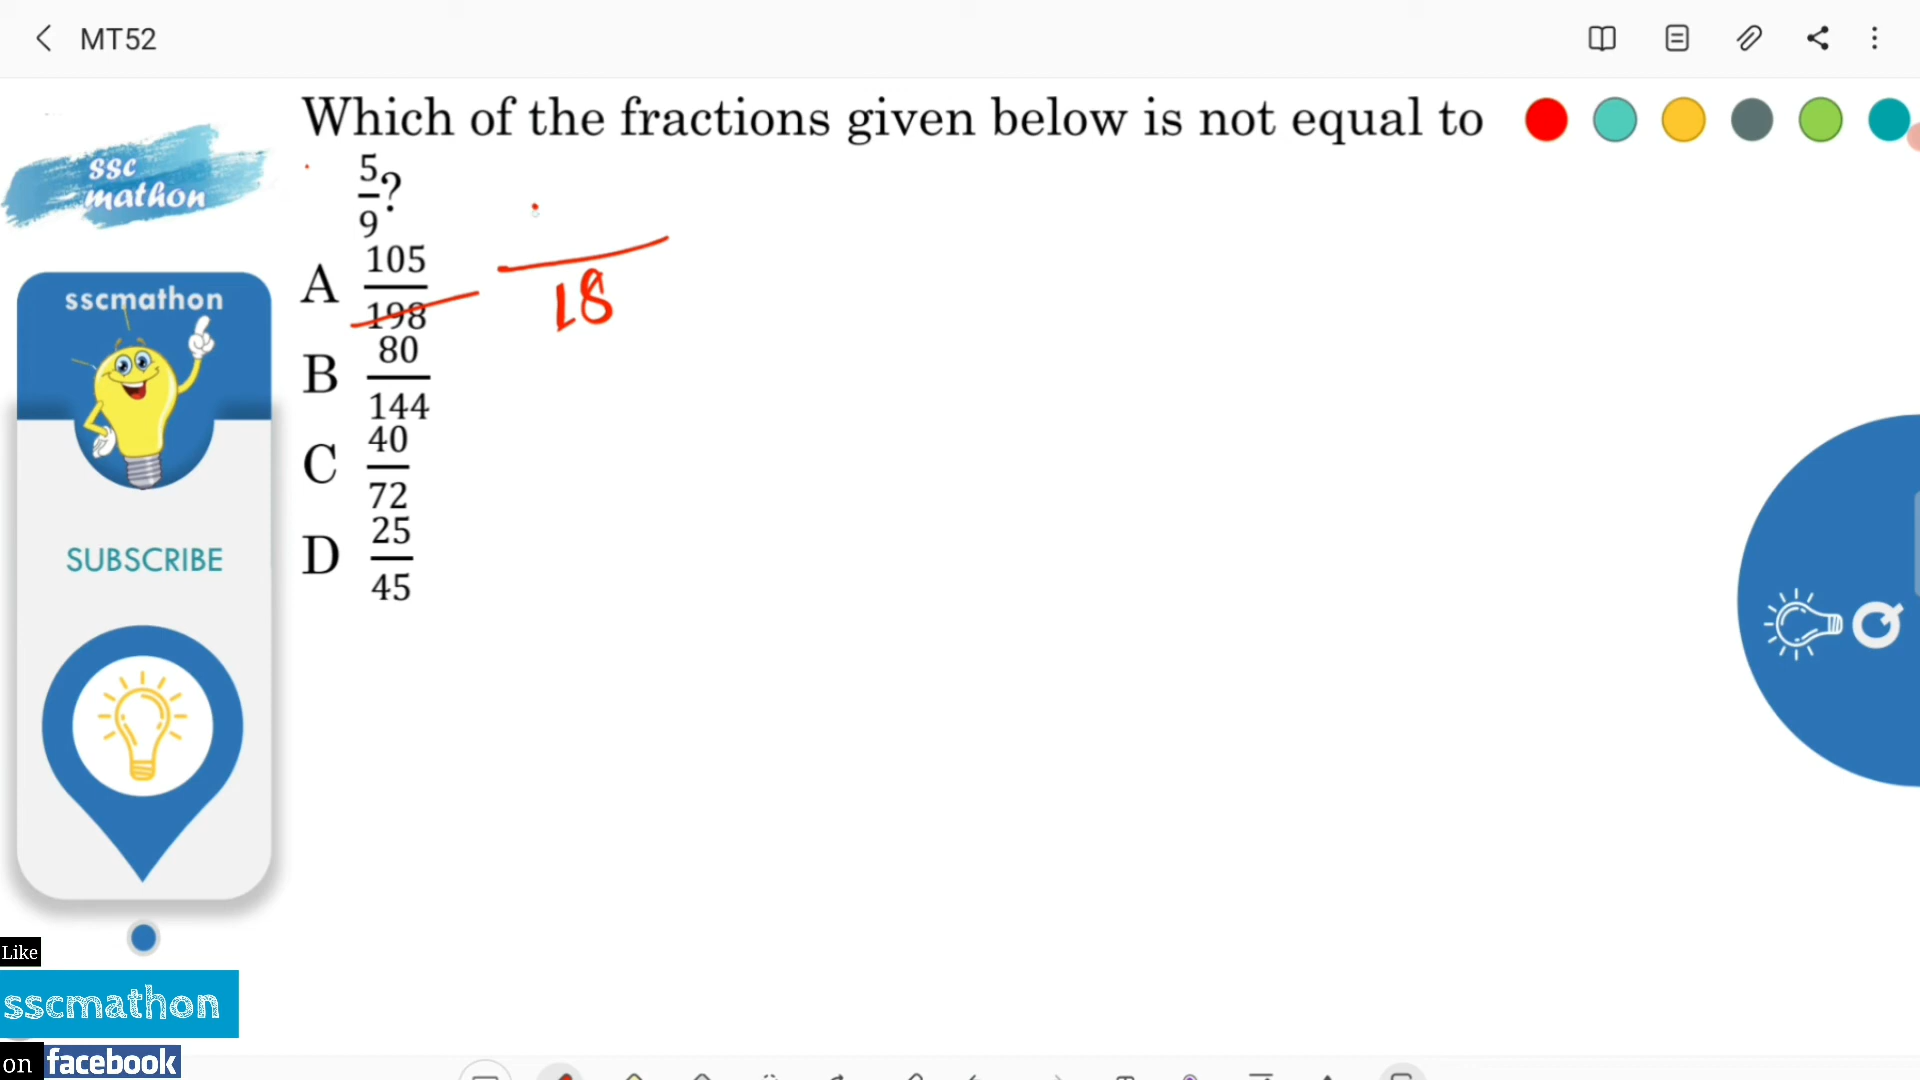 MT52
Which of the fractions given below is not equal to
5/9?
A 105/198
18
B 80/144
C 40/72
D 25/45
ssc
mathon
sscmathon
SUBSCRIBE
Q
Like
sscmathon
on facebook